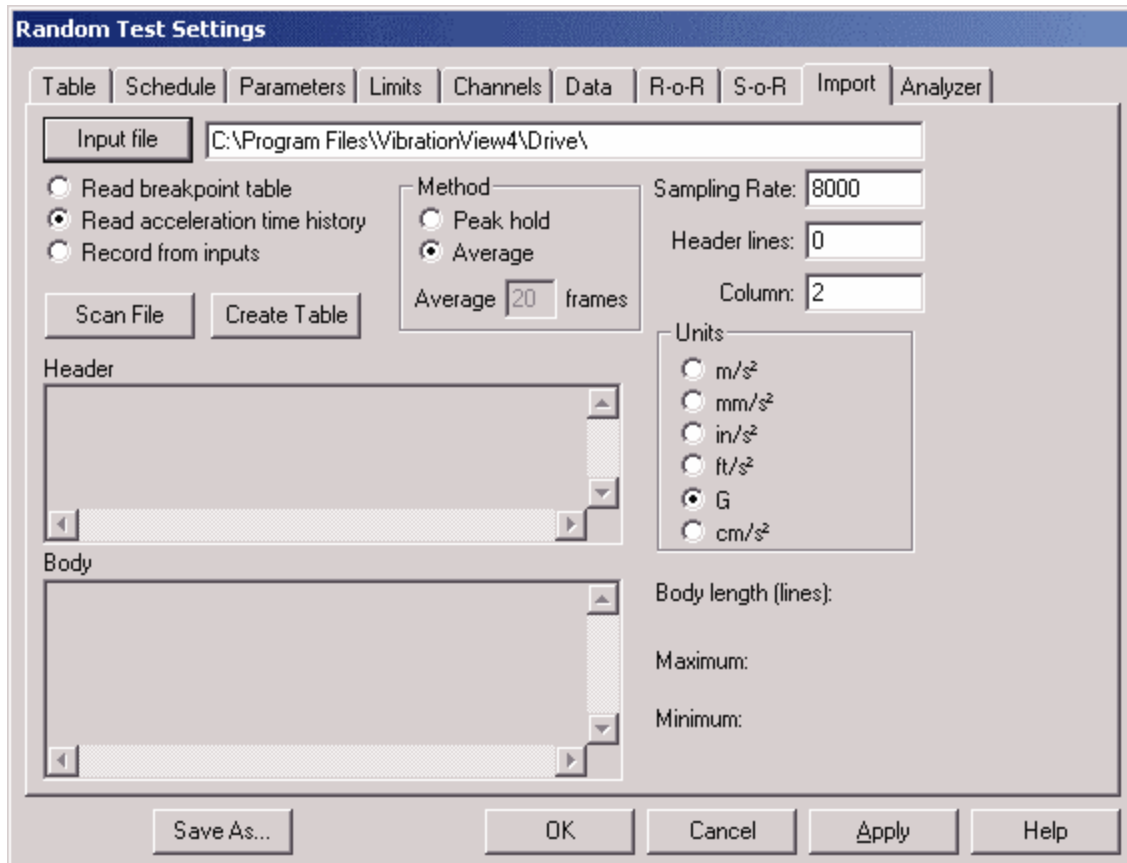 Random Test Settings
Table Schedule Parameters Limits Channels Data R-o-R S-o-R Import Analyzer
Input file C:\Program Files\VibrationView4\Drive\
Read breakpoint table
Read acceleration time history
Record from inputs
Method
Peak hold
Average
Average 20 frames
Sampling Rate: 8000
Header lines: 0
Column: 2
Scan File Create Table
Units
m/s²
mm/s²
in/s²
ft/s²
G
cm/s²
Header
Body
Body length (lines):
Maximum:
Minimum:
Save As... OK Cancel Apply Help